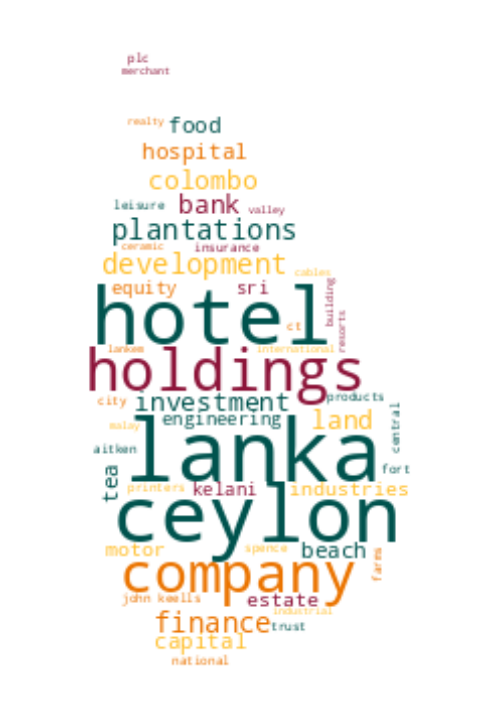 plc
merchant
realty food
hospital
colombo
leisure bank valley
plantations
ceramic insurance
development cables
equity sri building
hotel ct resorts
lankem international
holdings
city investment products
malay engineering land central
lanka
aitken fort
tea printers kelani industries
ceylon
motor spence beach
company farms
john keells estate
industrial
finance trust
capital
national